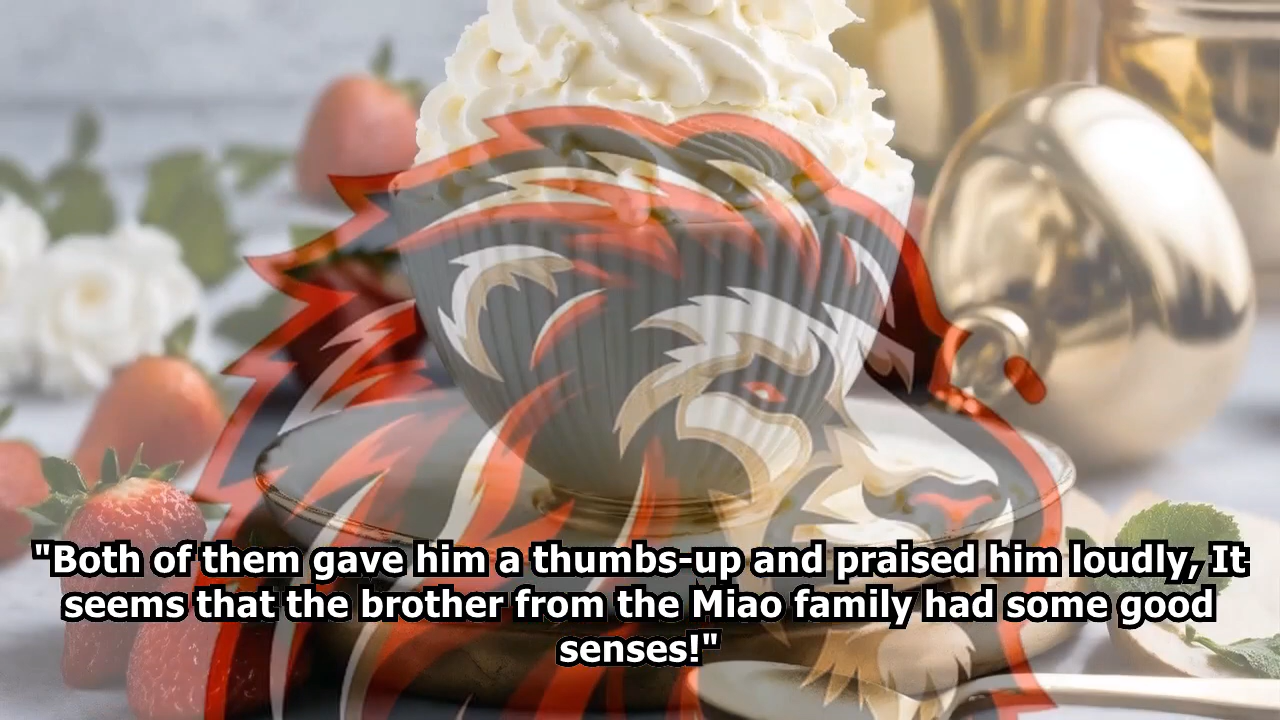 "Both of them gave him a thumbs-up and praised him loudly, It
seems that the brother from the Miao family had some good
senses!"